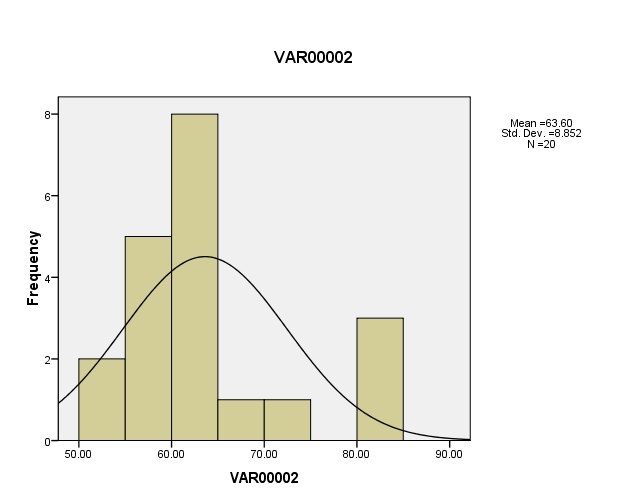 VAR00002
Mean =63.60
Std. Dev. =8.852
N =20
8
6
4
2
0
Frequency
50.00 60.00 70.00 80.00 90.00
VAR00002